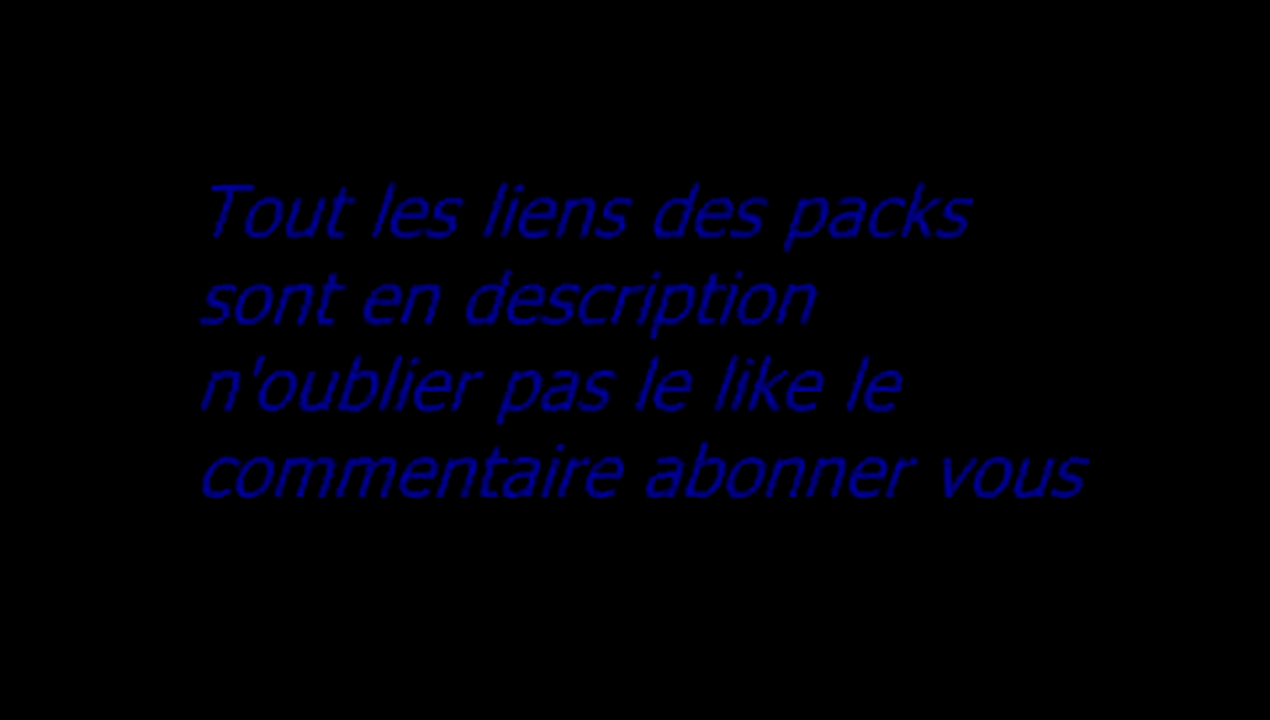 Tout les liens des packs
sont en description
n'oublier pas le like le
commentaire abonner vous